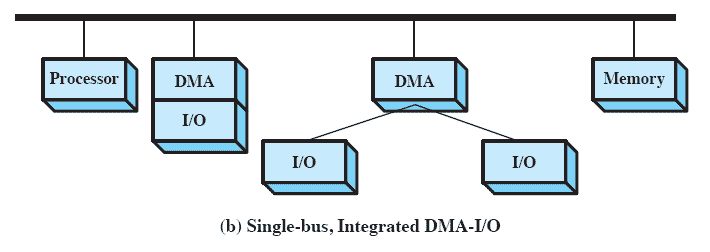 Processor
DMA
I/O
DMA
I/O
I/O
Memory
(b) Single-bus, Integrated DMA-I/O